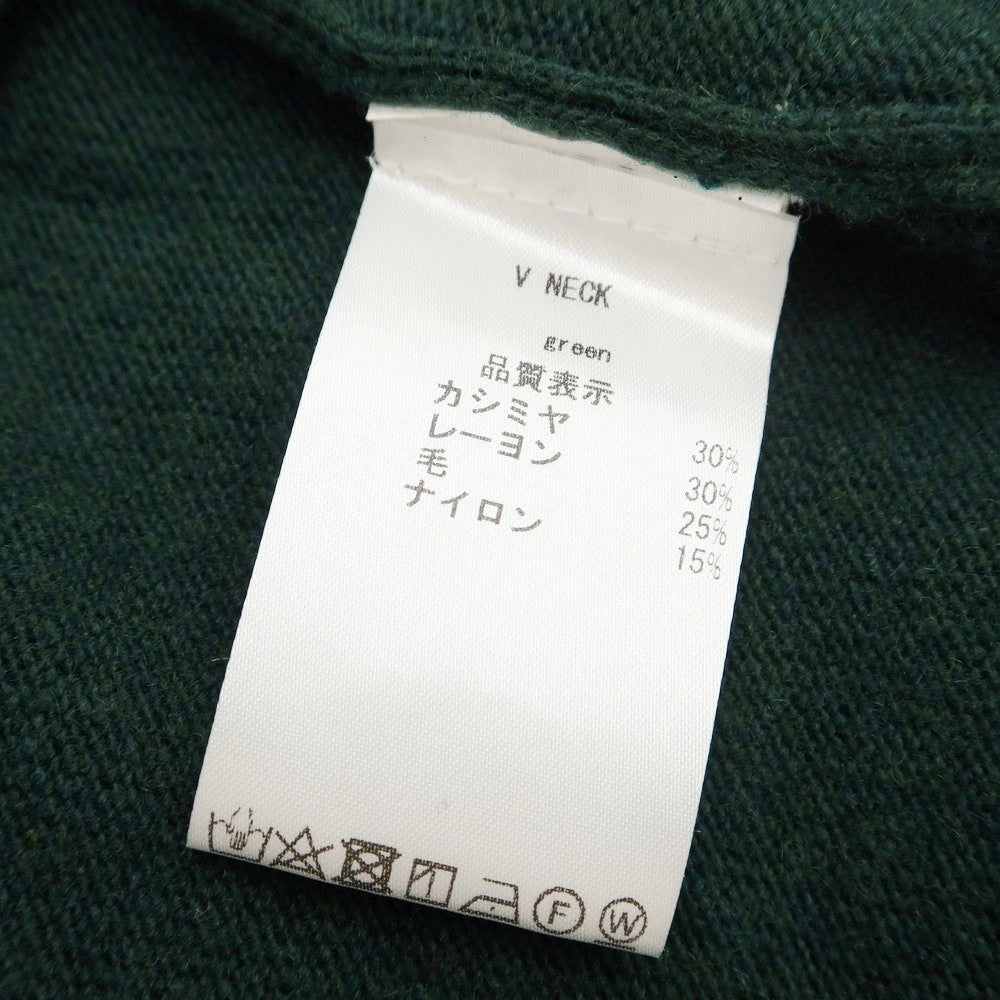 V NECK
green
品質表示
カシミヤ 30%
レーヨン 30%
毛 25%
ナイロン 15%
F W